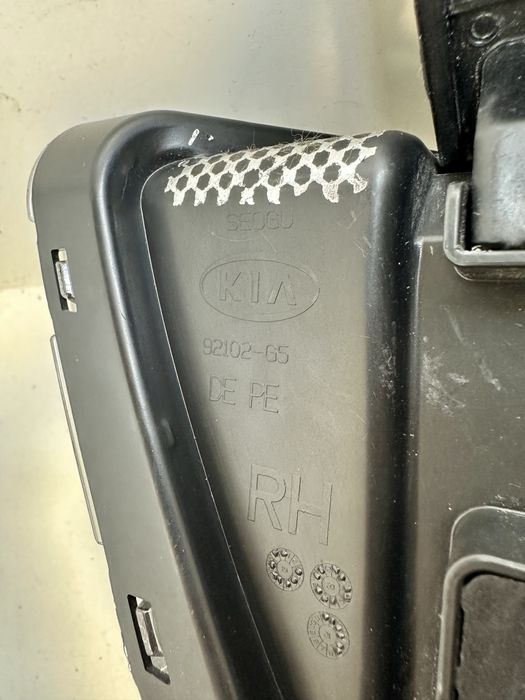 SEOGU
KIA
92102-G5
DE PE
RH